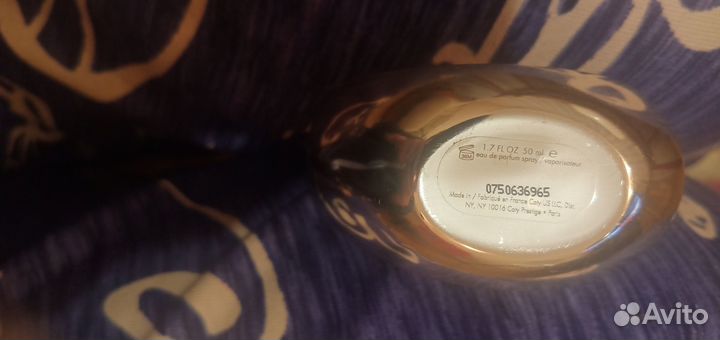 1.7 FL OZ 50 ml e
eau de parfum spray / vaporisateur
0750636965
Made in / Fabriqué en France Coty US LLC, Dist.
NY, NY 10016 Coty Prestige • Paris
Avito